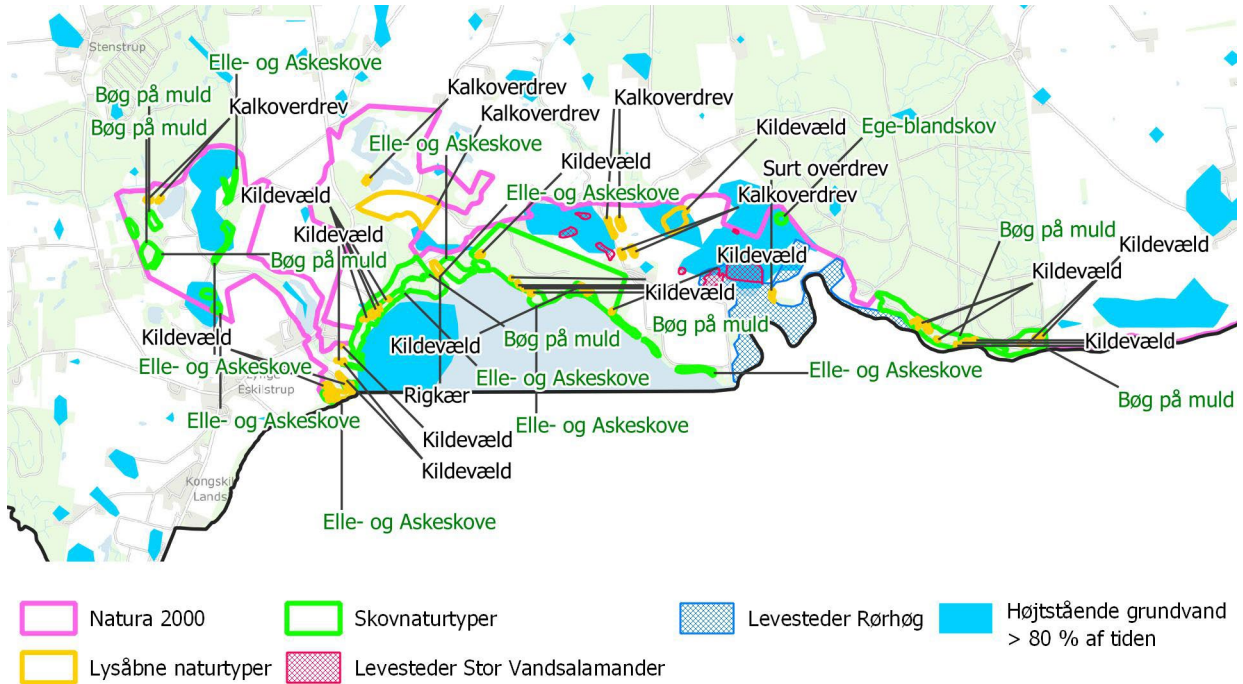 Stenstrup
Elle- og Askeskove
Bøg på muld
Kalkoverdrev
Bøg på muld
Kalkoverdrev
Kalkoverdrev
Kalkoverdrev
Elle- og Askeskove
Kildevæld
Kildevæld
Ege-blandskov
Surt overdrev
Kildevæld
Elle- og Askeskove
Kalkoverdrev
Kildevæld
Bøg på muld
Kildevæld
Bøg på muld
Kildevæld
Kildevæld
Kildevæld
Bøg på muld
Kildevæld
Bøg på muld
Kildevæld
Kildevæld
Elle- og Askeskove
Elle- og Askeskove
Elle- og Askeskove
Eskilstrup
Rigkær
Bøg på muld
Elle- og Askeskove
Elle- og Askeskove
Kildevæld
Kildevæld
Kongskil
Lands
Elle- og Askeskove
Natura 2000
Skovnaturtyper
Levesteder Rørhøg
Højtstående grundvand
> 80 % af tiden
Lysåbne naturtyper
Levesteder Stor Vandsalamander